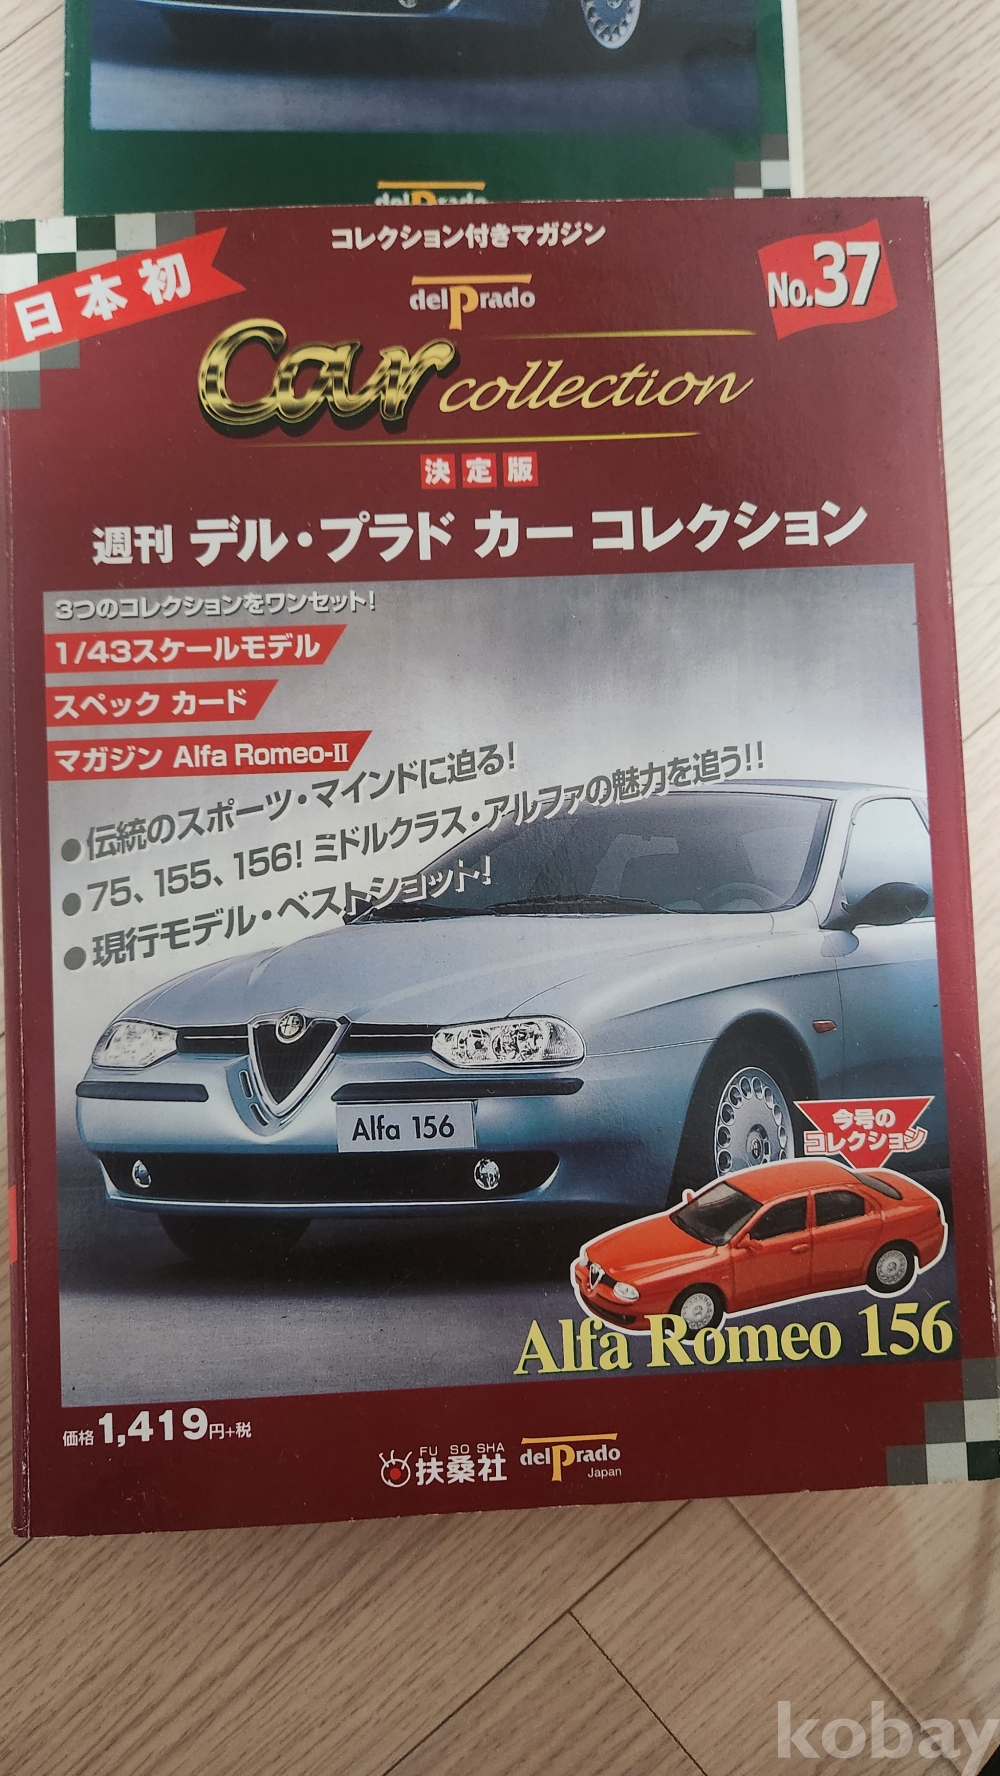 delPrado
コレクション付きマガジン
日本初
delPrado
No.37
Car collection
決定版
週刊 デル・プラド カー コレクション
3つのコレクションをワンセット!
1/43スケールモデル
スペック カード
マガジン Alfa Romeo-II
●伝統のスポーツ・マインドに迫る!
●75、155、156! ミドルクラス・アルファの魅力を追う!!
●現行モデル・ベストショット!
Alfa 156
今号の
コレクション
Alfa Romeo 156
価格1,419円+税
FU SO SHA
扶桑社
delPrado
Japan
kobay